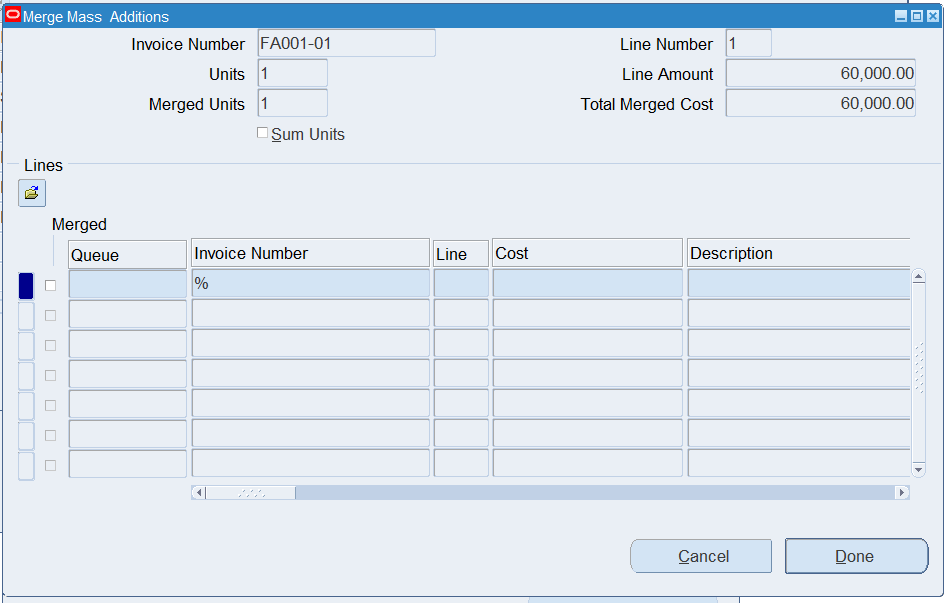 Merge Mass Additions
Invoice Number FA001-01 Line Number 1
Units 1 Line Amount 60,000.00
Merged Units 1 Total Merged Cost 60,000.00
Sum Units
Lines
Merged
Queue Invoice Number Line Cost Description
%
Cancel Done